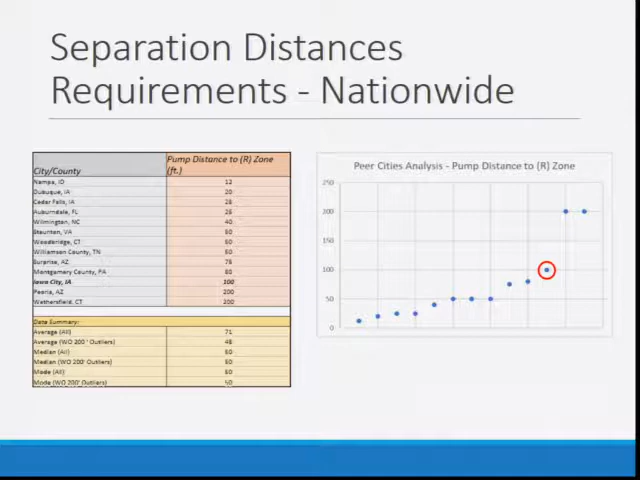 Separation Distances
Requirements - Nationwide
City/County Pump Distance to (R) Zone (ft.)
Nampa, ID 12
Dubuque, IA 20
Cedar Falls, IA 25
Auburndale, FL 25
Wilmington, NC 40
Staunton, VA 50
Woodbridge, CT 50
Williamson County, TN 50
Surprise, AZ 75
Montgomery County, PA 80
Iowa City, IA 100
Peoria, AZ 200
Wethersfield, CT 200
Data Summary:
Average (All) 71
Average (WO 200' Outliers) 48
Median (All) 50
Median (WO 200' Outliers) 50
Mode (All) 50
Mode (WO 200' Outliers) 50
Peer Cities Analysis - Pump Distance to (R) Zone
250
200
150
100
50
0